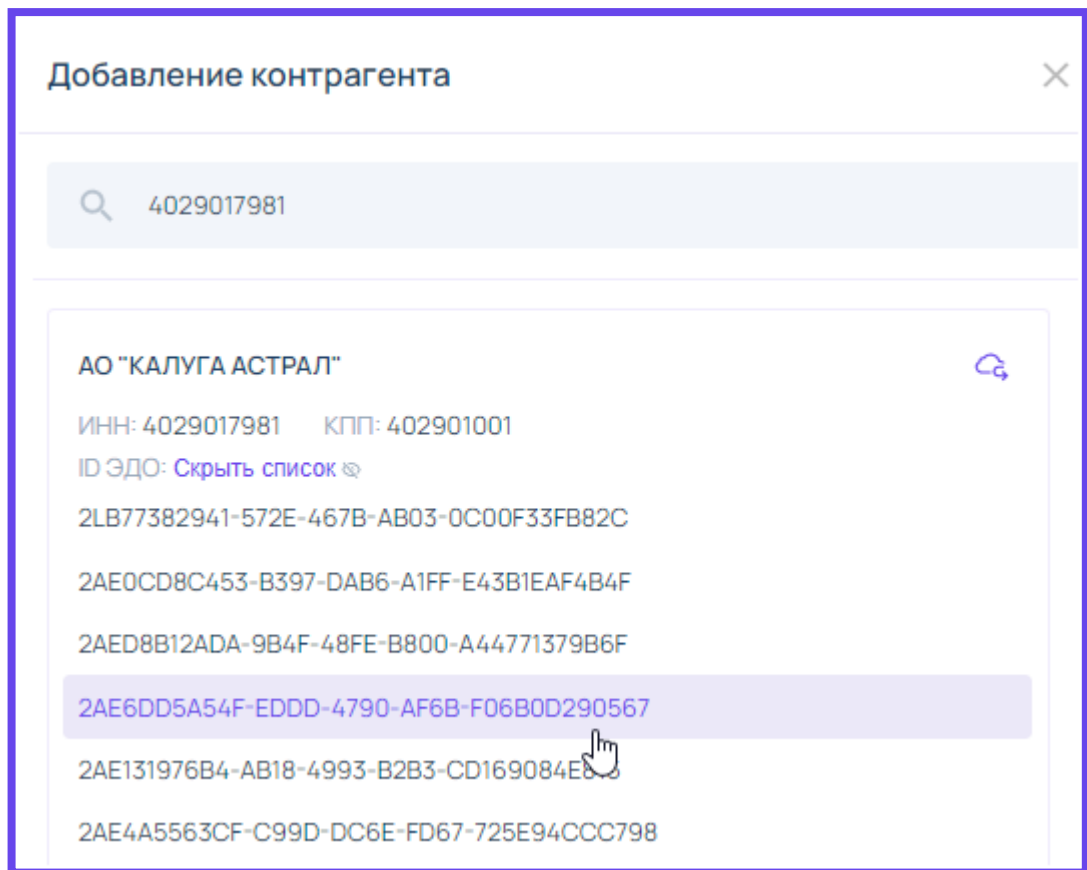 Добавление контрагента
4029017981
АО "КАЛУГА АСТРАЛ"
ИНН: 4029017981 КПП: 402901001
ID ЭДО: Скрыть список
2LB77382941-572E-467B-AB03-0C00F33FB82C
2AE0CD8C453-B397-DAB6-A1FF-E43B1EAF4B4F
2AED8B12ADA-9B4F-48FE-B800-A44771379B6F
2AE6DD5A54F-EDDD-4790-AF6B-F06B0D290567
2AE4A5563CF-C99D-DC6E-FD67-725E94CCC798